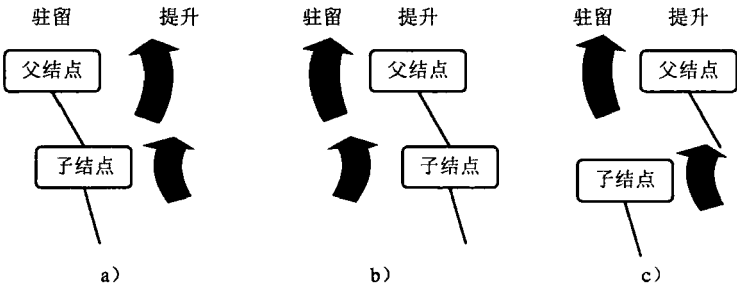 驻留 提升 驻留 提升 驻留 提升
父结点 父结点 父结点
子结点 子结点 子结点
a） b） c）